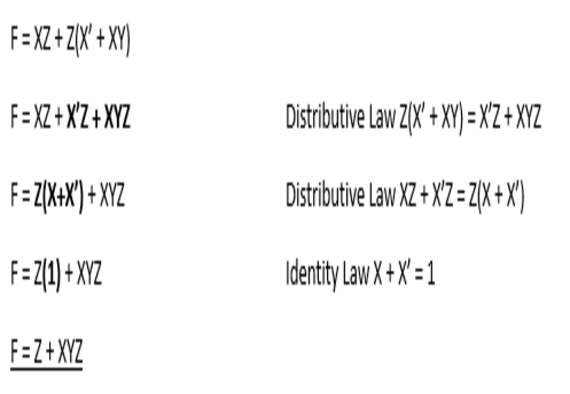 F = XZ + Z(X' + XY)
F = XZ + X'Z + XYZ Distributive Law Z(X' + XY) = X'Z + XYZ
F = Z(X+X') + XYZ Distributive Law XZ + X'Z = Z(X + X')
F = Z(1) + XYZ Identity Law X + X' = 1
F = Z + XYZ